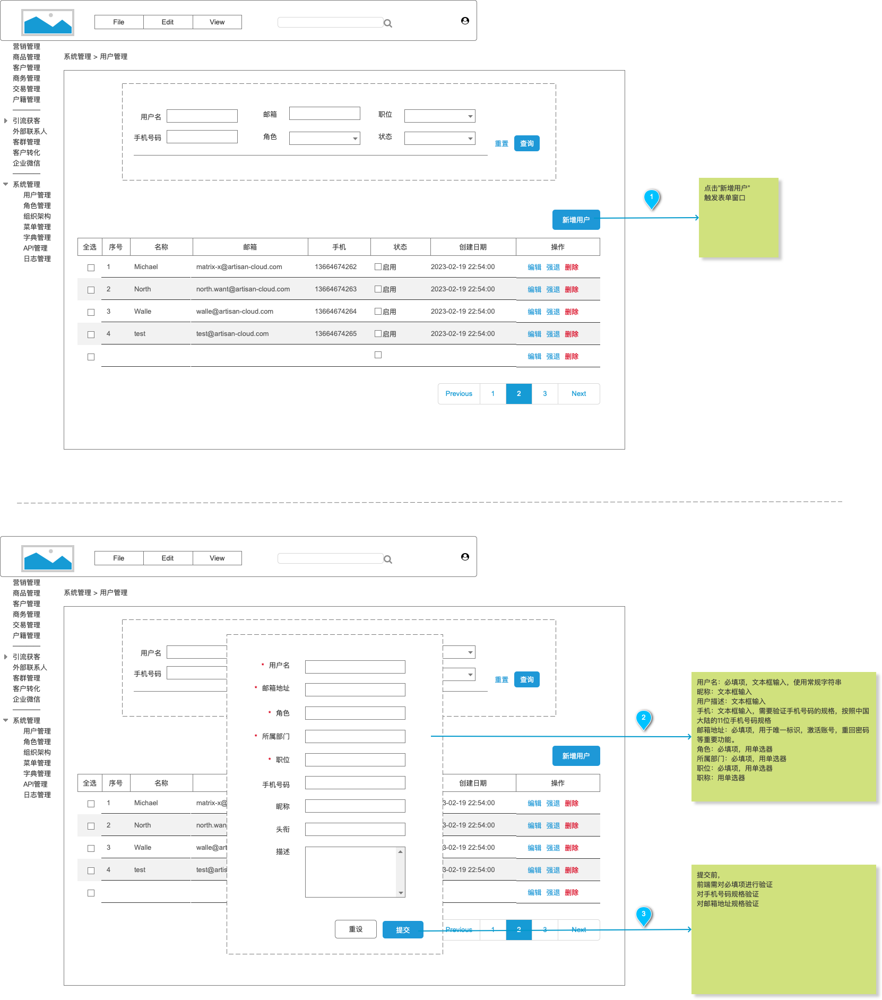 File Edit View
营销管理
商品管理
客户管理
商务管理
交易管理
户籍管理
引流获客
外部联系人
客群管理
客户转化
企业微信
系统管理
用户管理
角色管理
组织架构
菜单管理
字典管理
API管理
日志管理
系统管理 > 用户管理
用户名 邮箱 职位
手机号码 角色 状态 重置 查询
1
点击”新增用户”
触发表单窗口
新增用户
全选 序号 名称 邮箱 手机 状态 创建日期 操作
1 Michael matrix-x@artisan-cloud.com 13664674262 启用 2023-02-19 22:54:00 编辑 强退 删除
2 North north.want@artisan-cloud.com 13664674263 启用 2023-02-19 22:54:00 编辑 强退 删除
3 Walle walle@artisan-cloud.com 13664674264 启用 2023-02-19 22:54:00 编辑 强退 删除
4 test test@artisan-cloud.com 13664674265 启用 2023-02-19 22:54:00 编辑 强退 删除
编辑 强退 删除
Previous 1 2 3 Next
File Edit View
营销管理
商品管理
客户管理
商务管理
交易管理
户籍管理
引流获客
外部联系人
客群管理
客户转化
企业微信
系统管理
用户管理
角色管理
组织架构
菜单管理
字典管理
API管理
日志管理
系统管理 > 用户管理
用户名
手机号码 重置 查询
新增用户
全选 序号 名称 创建日期 操作
1 Michael matrix-x@ 3-02-19 22:54:00 编辑 强退 删除
2 North north.wan 3-02-19 22:54:00 编辑 强退 删除
3 Walle walle@art 3-02-19 22:54:00 编辑 强退 删除
4 test test@artis 3-02-19 22:54:00 编辑 强退 删除
编辑 强退 删除
Previous 1 2 3 Next
* 用户名
* 邮箱地址
* 角色
* 所属部门
* 职位
手机号码
昵称
头衔
描述
重设 提交
2
用户名：必填项，文本框输入，使用常规字符串
昵称：文本框输入
用户描述：文本框输入
手机：文本框输入，需要验证手机号码的规格，按照中国
大陆的11位手机号码规格
邮箱地址：必填项，用于唯一标识，激活账号，重回密码
等重要功能。
角色：必填项，用单选器
所属部门：必填项，用单选器
职位：必填项，用单选器
职称：用单选器
3
提交前，
前端需对必填项进行验证
对手机号码规格验证
对邮箱地址规格验证